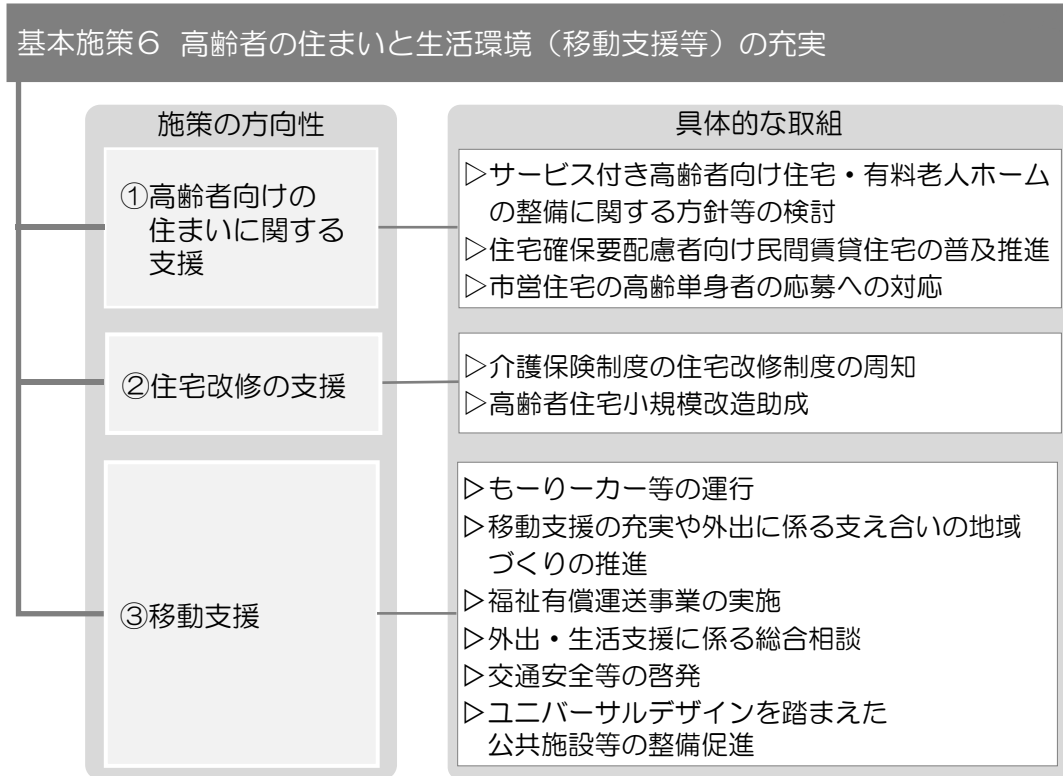 基本施策6 高齢者の住まいと生活環境（移動支援等）の充実
施策の方向性
具体的な取組
①高齢者向けの
住まいに関する
支援
▷サービス付き高齢者向け住宅・有料老人ホーム
の整備に関する方針等の検討
▷住宅確保要配慮者向け民間賃貸住宅の普及推進
▷市営住宅の高齢単身者の応募への対応
②住宅改修の支援
▷介護保険制度の住宅改修制度の周知
▷高齢者住宅小規模改造助成
③移動支援
▷もーりーカー等の運行
▷移動支援の充実や外出に係る支え合いの地域
づくりの推進
▷福祉有償運送事業の実施
▷外出・生活支援に係る総合相談
▷交通安全等の啓発
▷ユニバーサルデザインを踏まえた
公共施設等の整備促進